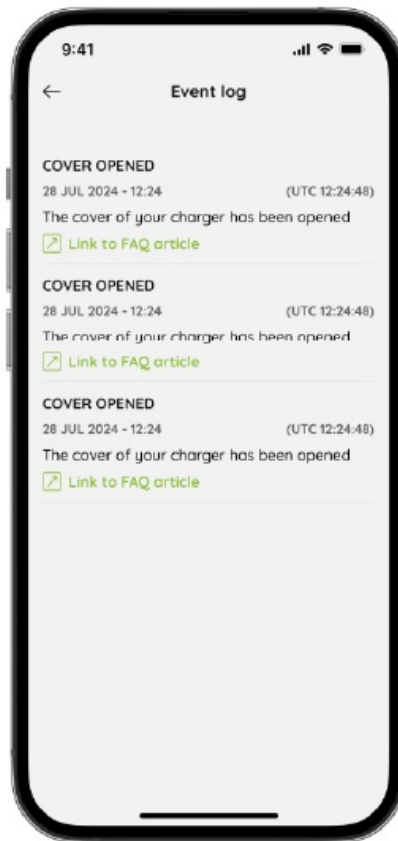 9:41
Event log
COVER OPENED
28 JUL 2024 - 12:24 (UTC 12:24:48)
The cover of your charger has been opened
Link to FAQ article
COVER OPENED
28 JUL 2024 - 12:24 (UTC 12:24:48)
The cover of your charger has been opened
Link to FAQ article
COVER OPENED
28 JUL 2024 - 12:24 (UTC 12:24:48)
The cover of your charger has been opened
Link to FAQ article